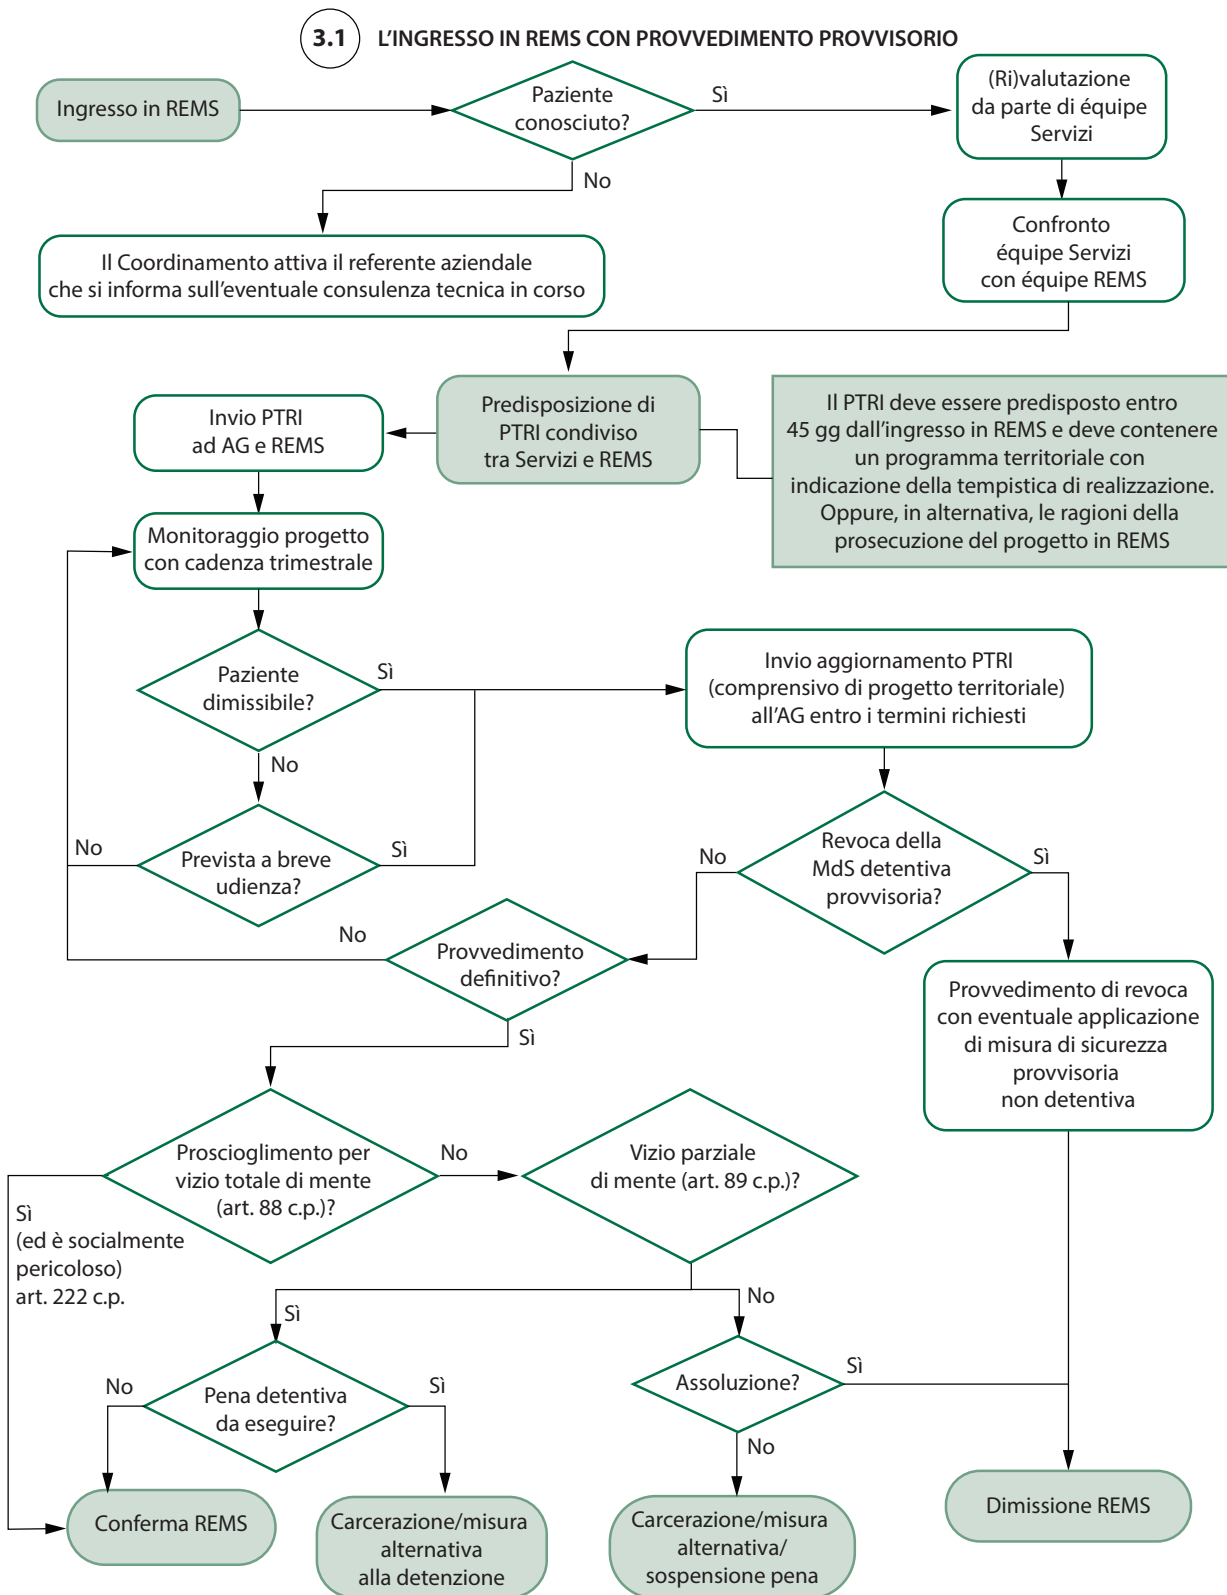 3.1 L'INGRESSO IN REMS CON PROVVEDIMENTO PROVVISORIO
Ingresso in REMS
Paziente
conosciuto?
Sì
(Ri)valutazione
da parte di équipe
Servizi
No
Il Coordinamento attiva il referente aziendale
che si informa sull'eventuale consulenza tecnica in corso
Confronto
équipe Servizi
con équipe REMS
Invio PTRI
ad AG e REMS
Predisposizione di
PTRI condiviso
tra Servizi e REMS
Il PTRI deve essere predisposto entro
45 gg dall'ingresso in REMS e deve contenere
un programma territoriale con
indicazione della tempistica di realizzazione.
Oppure, in alternativa, le ragioni della
prosecuzione del progetto in REMS
Monitoraggio progetto
con cadenza trimestrale
Paziente
dimissibile?
Sì
Invio aggiornamento PTRI
(comprensivo di progetto territoriale)
all'AG entro i termini richiesti
No
Prevista a breve
udienza?
No
Sì
Revoca della
MdS detentiva
provvisoria?
No
Sì
Provvedimento
definitivo?
No
Sì
Provvedimento di revoca
con eventuale applicazione
di misura di sicurezza
provvisoria
non detentiva
Proscioglimento per
vizio totale di mente
(art. 88 c.p.)?
No
Vizio parziale
di mente (art. 89 c.p.)?
Sì
(ed è socialmente
pericoloso)
art. 222 c.p.
Sì
No
Pena detentiva
da eseguire?
No
Sì
Assoluzione?
Sì
No
Conferma REMS
Carcerazione/misura
alternativa
alla detenzione
Carcerazione/misura
alternativa/
sospensione pena
Dimissione REMS